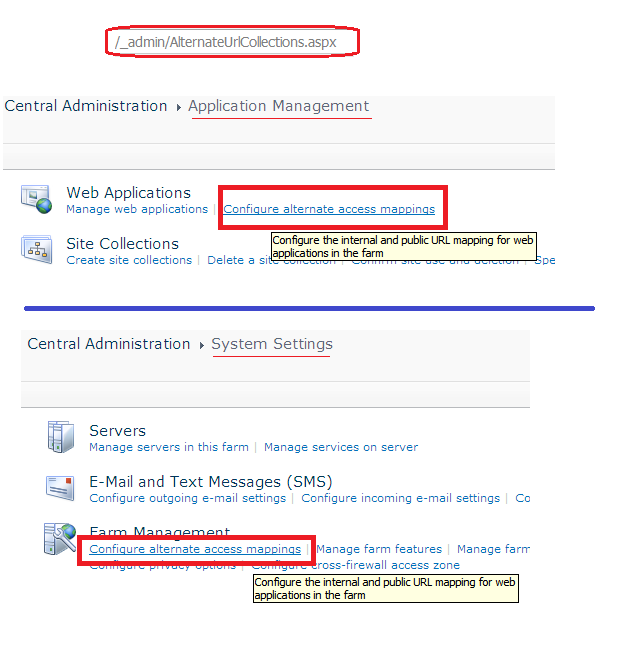 /_admin/AlternateUrlCollections.aspx
Central Administration ▸ Application Management
Web Applications
Manage web applications | Configure alternate access mappings
Configure the internal and public URL mapping for web
applications in the farm
Site Collections
Create site collections | Delete a site collection | Confirm site use and deletion | Spe
Central Administration ▸ System Settings
Servers
Manage servers in this farm | Manage services on server
E-Mail and Text Messages (SMS)
Configure outgoing e-mail settings | Configure incoming e-mail settings | Co
Farm Management
Configure alternate access mappings | Manage farm features | Manage farm
Configure privacy options | Configure cross-firewall access zone
Configure the internal and public URL mapping for web
applications in the farm